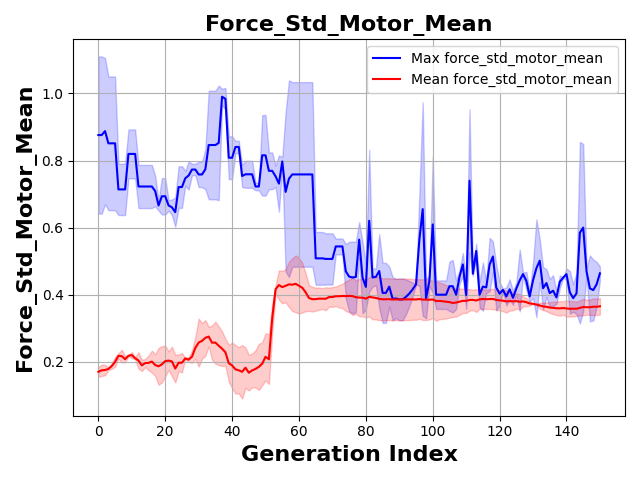 Force_Std_Motor_Mean
Max force_std_motor_mean
Mean force_std_motor_mean
Force_Std_Motor_Mean
1.0
0.8
0.6
0.4
0.2
0 20 40 60 80 100 120 140
Generation Index